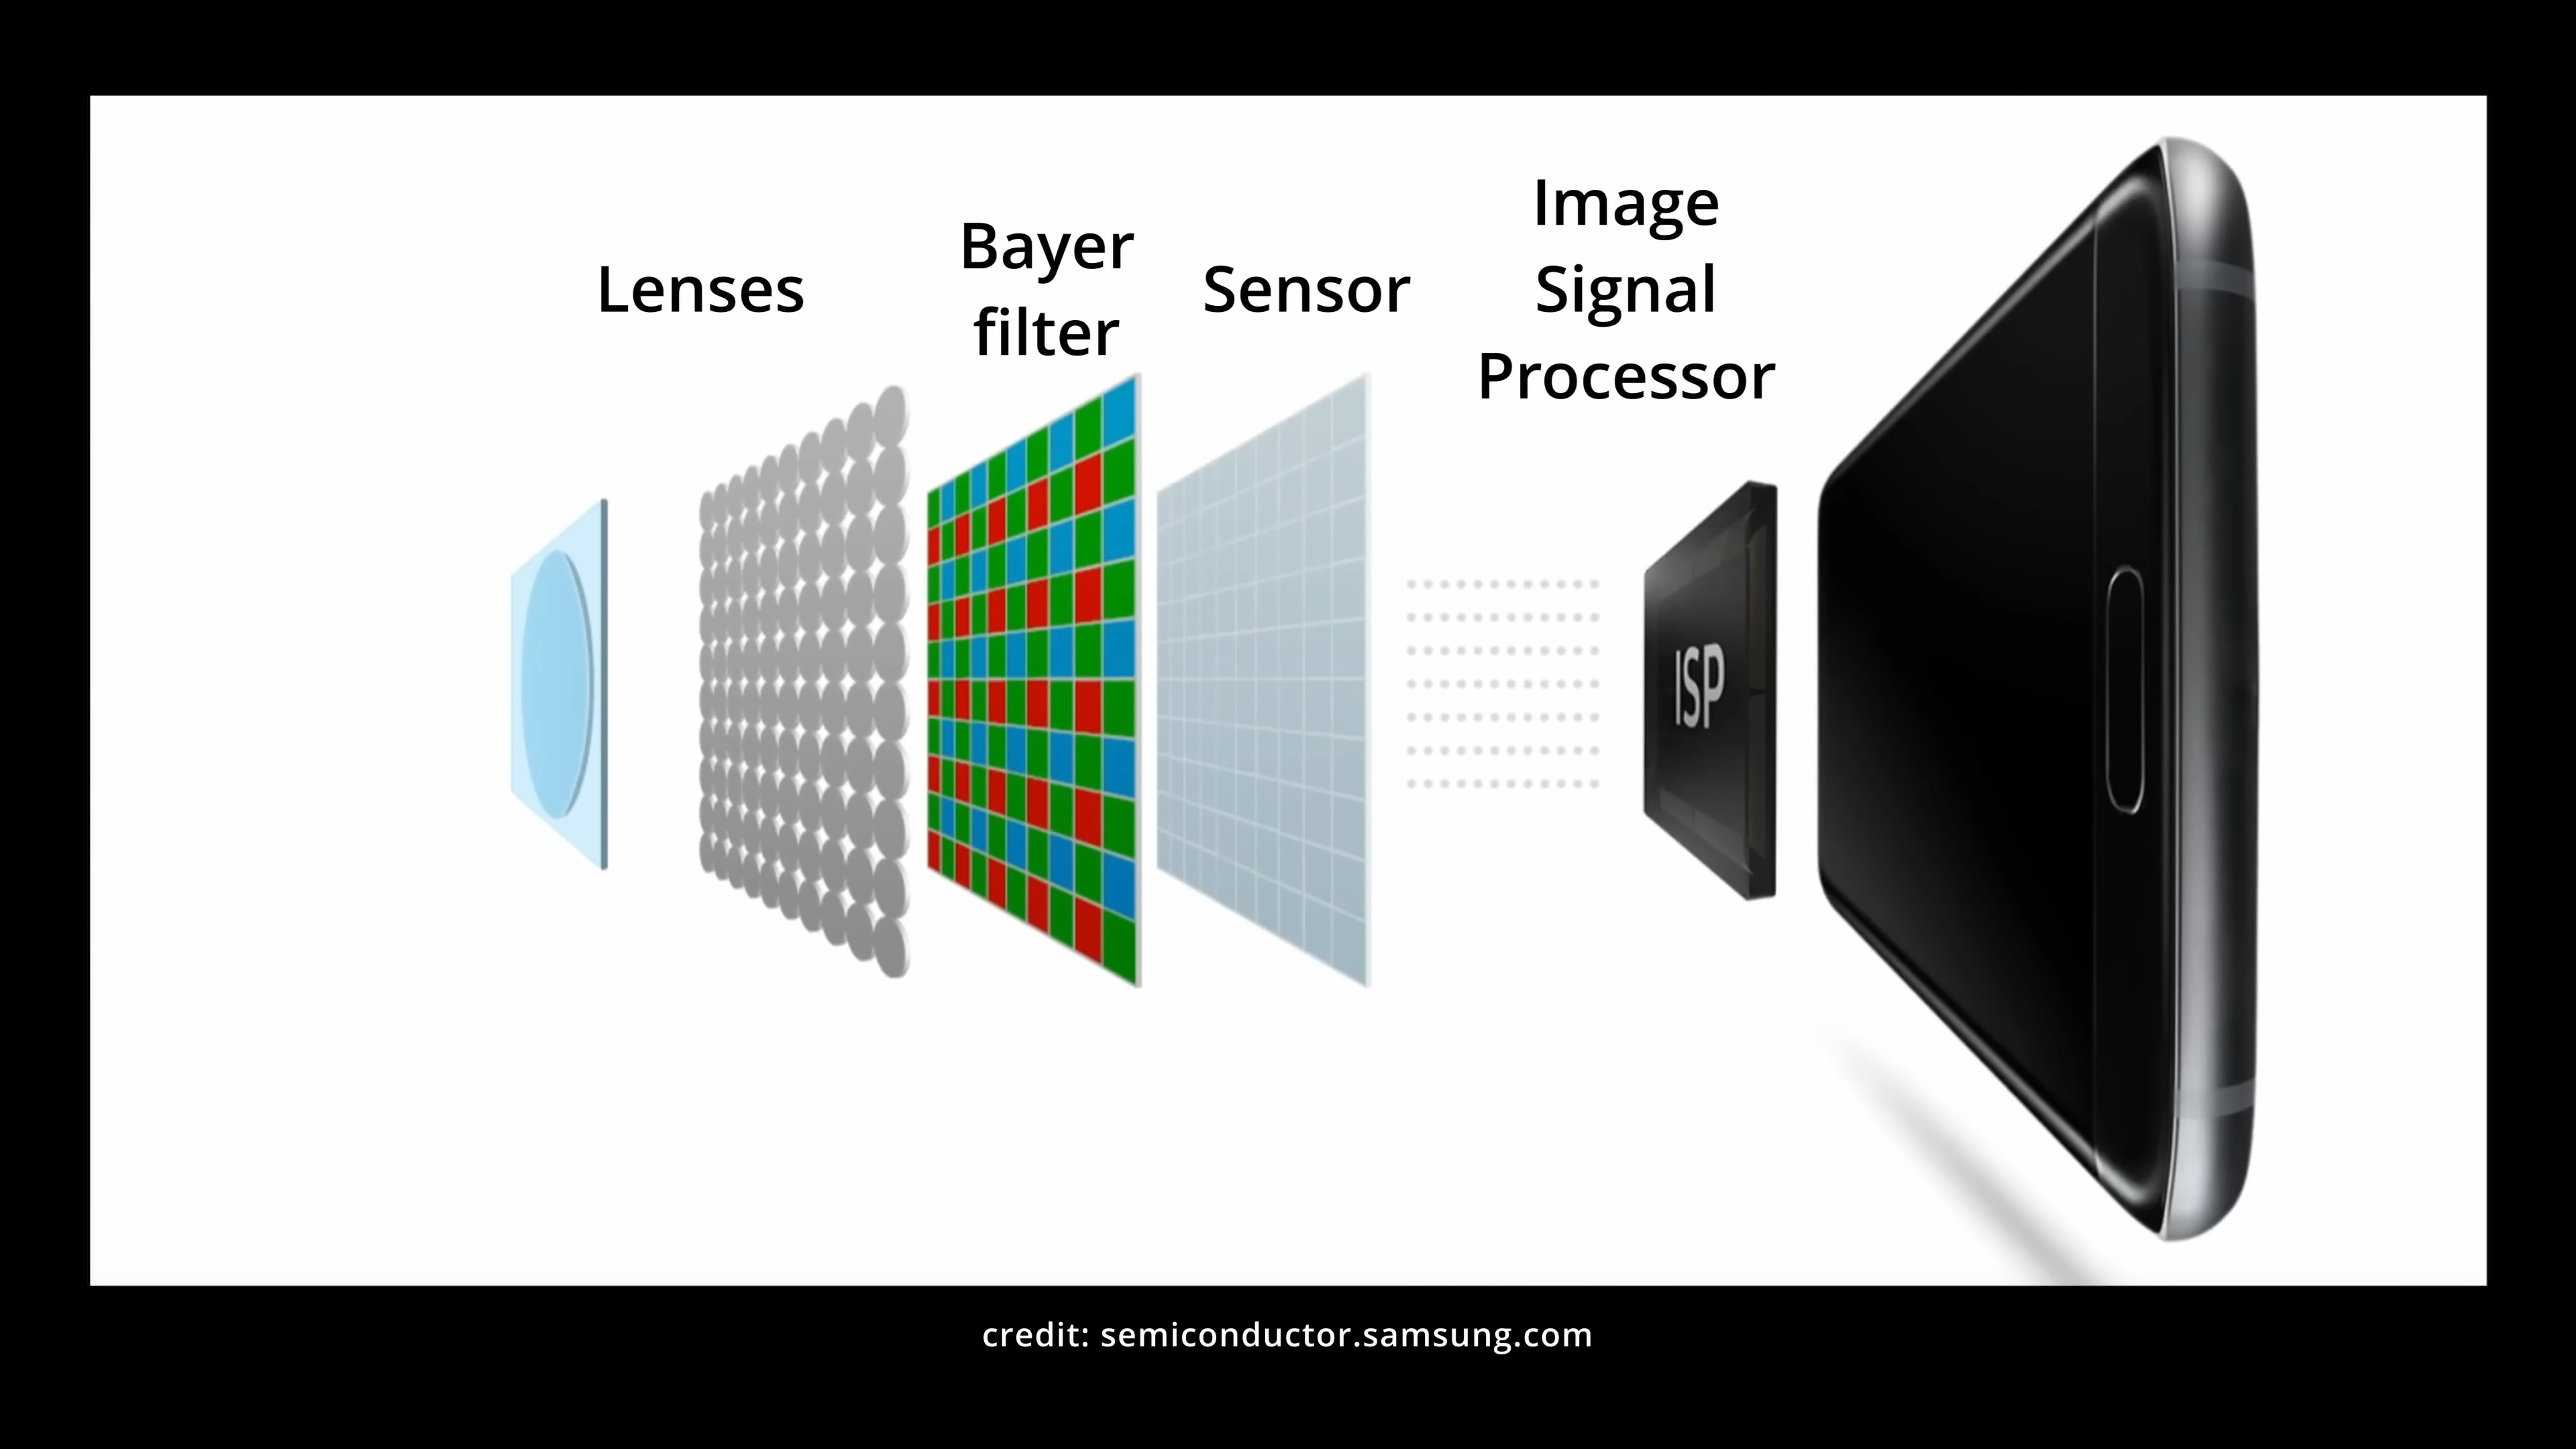 Lenses
Bayer
filter
Sensor
Image
Signal
Processor
ISP
credit: semiconductor.samsung.com